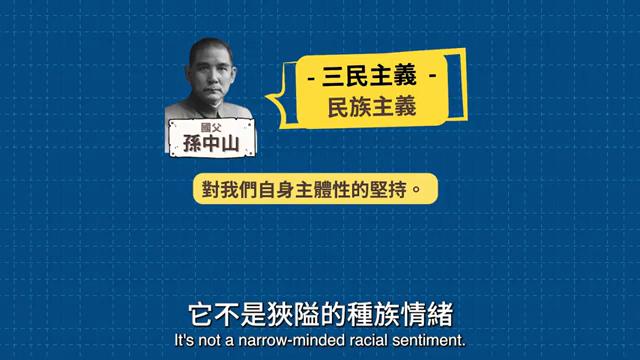 - 三民主義 -
民族主義
國父
孫中山
對我們自身主體性的堅持。
它不是狹隘的種族情緒
It's not a narrow-minded racial sentiment.